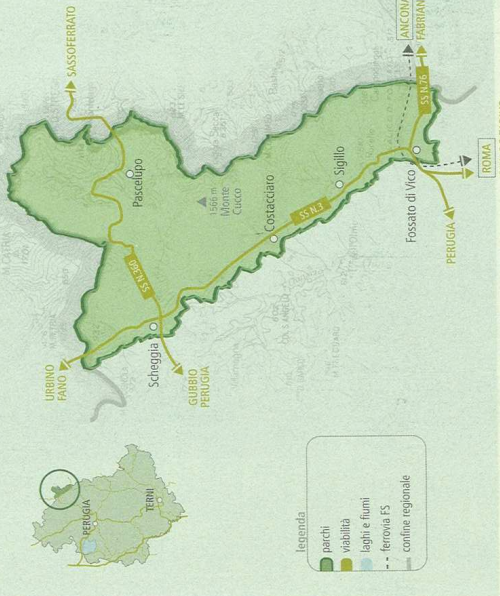 SASSOFERRATO
ANCONA
FABRIANO
SS N.76
ROMA
PERUGIA
Fossato di Vico
Sigillo
SS N.3
Costacciaro
1566 m
Monte
Cucco
Pascelupo
SS N.360
Scheggia
URBINO
FANO
GUBBIO
PERUGIA
PERUGIA
TERNI
legenda
parchi
viabilità
laghi e fiumi
ferrovia FS
confine regionale